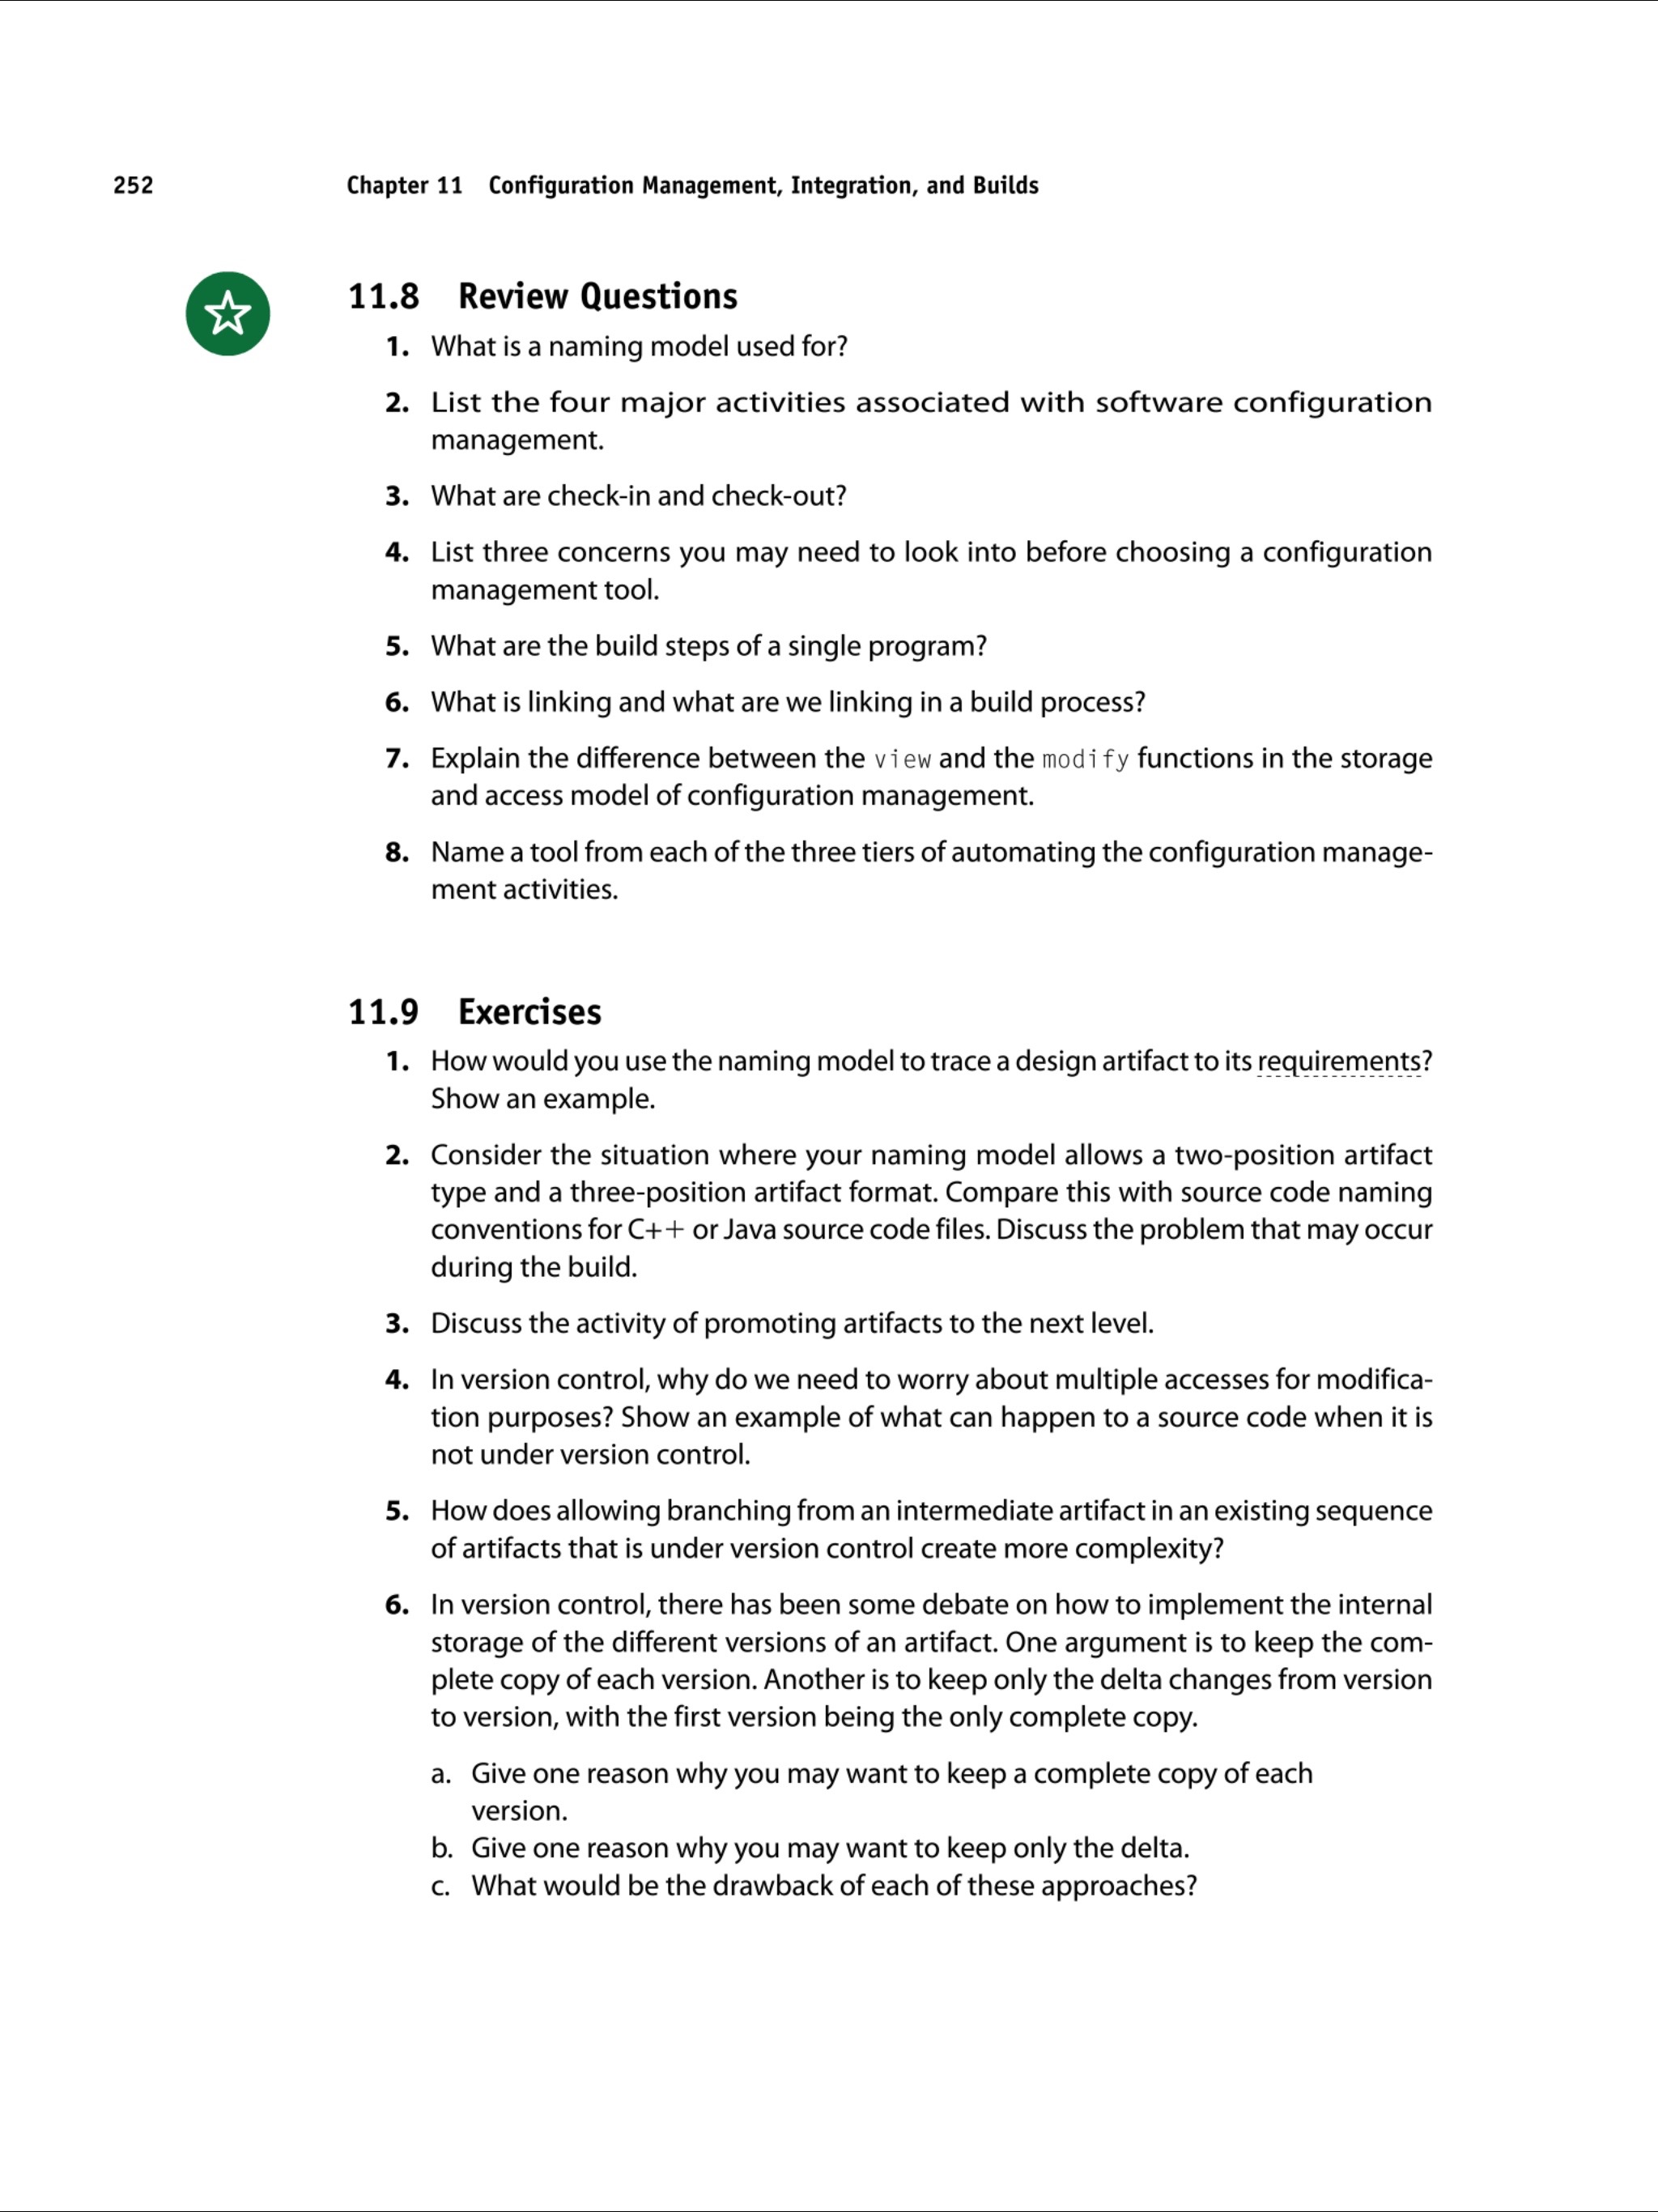 252
Chapter 11 Configuration Management, Integration, and Builds
11.8 Review Questions
1. What is a naming model used for?
2. List the four major activities associated with software configuration
management.
3. What are check-in and check-out?
4. List three concerns you may need to look into before choosing a configuration
management tool.
5. What are the build steps of a single program?
6. What is linking and what are we linking in a build process?
7. Explain the difference between the view and the modify functions in the storage
and access model of configuration management.
8. Name a tool from each of the three tiers of automating the configuration manage-
ment activities.
11.9 Exercises
1. How would you use the naming model to trace a design artifact to its requirements?
Show an example.
2. Consider the situation where your naming model allows a two-position artifact
type and a three-position artifact format. Compare this with source code naming
conventions for C++ or Java source code files. Discuss the problem that may occur
during the build.
3. Discuss the activity of promoting artifacts to the next level.
4. In version control, why do we need to worry about multiple accesses for modifica-
tion purposes? Show an example of what can happen to a source code when it is
not under version control.
5. How does allowing branching from an intermediate artifact in an existing sequence
of artifacts that is under version control create more complexity?
6. In version control, there has been some debate on how to implement the internal
storage of the different versions of an artifact. One argument is to keep the com-
plete copy of each version. Another is to keep only the delta changes from version
to version, with the first version being the only complete copy.
a. Give one reason why you may want to keep a complete copy of each
version.
b. Give one reason why you may want to keep only the delta.
c. What would be the drawback of each of these approaches?